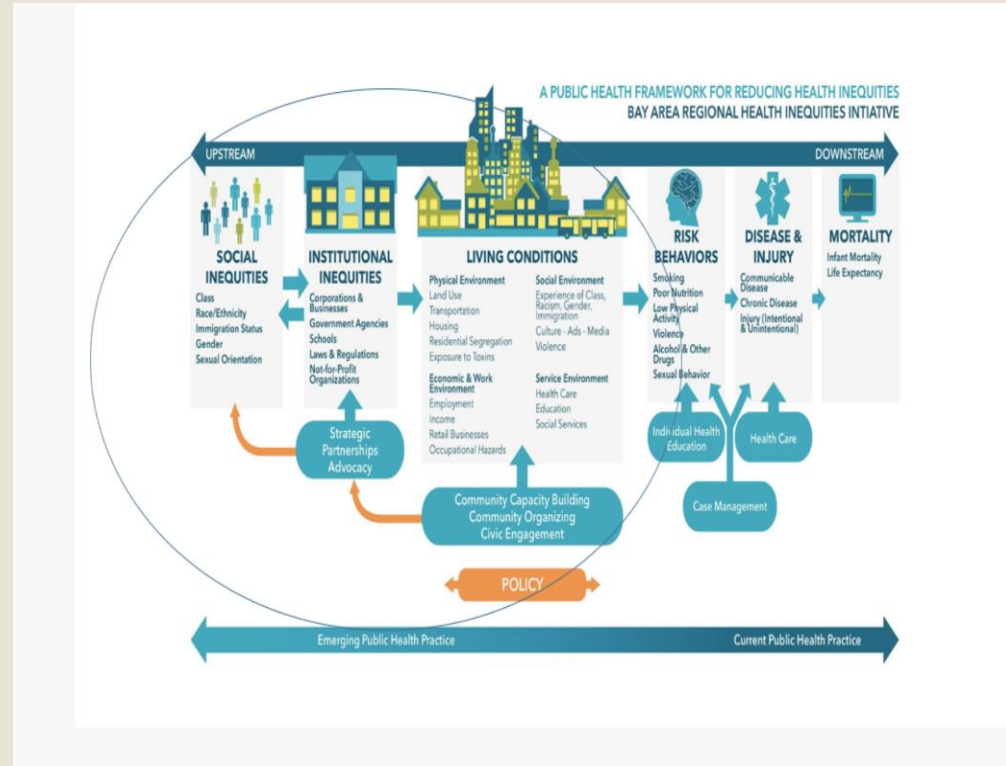 A PUBLIC HEALTH FRAMEWORK FOR REDUCING HEALTH INEQUITIES
BAY AREA REGIONAL HEALTH INEQUITIES INTIATIVE
UPSTREAM
DOWNSTREAM
SOCIAL
INEQUITIES
Class
Race/Ethnicity
Immigration Status
Gender
Sexual Orientation
INSTITUTIONAL
INEQUITIES
Corporations &
Businesses
Government Agencies
Schools
Laws & Regulations
Not-for-Profit
Organizations
LIVING CONDITIONS
Physical Environment
Land Use
Transportation
Housing
Residential Segregation
Exposure to Toxins
Economic & Work
Environment
Employment
Income
Retail Businesses
Occupational Hazards
Social Environment
Experience of Class,
Racism, Gender,
Immigration
Culture - Ads - Media
Violence
Service Environment
Health Care
Education
Social Services
RISK
BEHAVIORS
Smoking
Poor Nutrition
Low Physical
Activity
Violence
Alcohol & Other
Drugs
Sexual Behavior
DISEASE &
INJURY
Communicable
Disease
Chronic Disease
Injury (Intentional
& Unintentional)
MORTALITY
Infant Mortality
Life Expectancy
Strategic
Partnerships
Advocacy
Community Capacity Building
Community Organizing
Civic Engagement
Individual Health
Education
Health Care
Case Management
POLICY
Emerging Public Health Practice
Current Public Health Practice